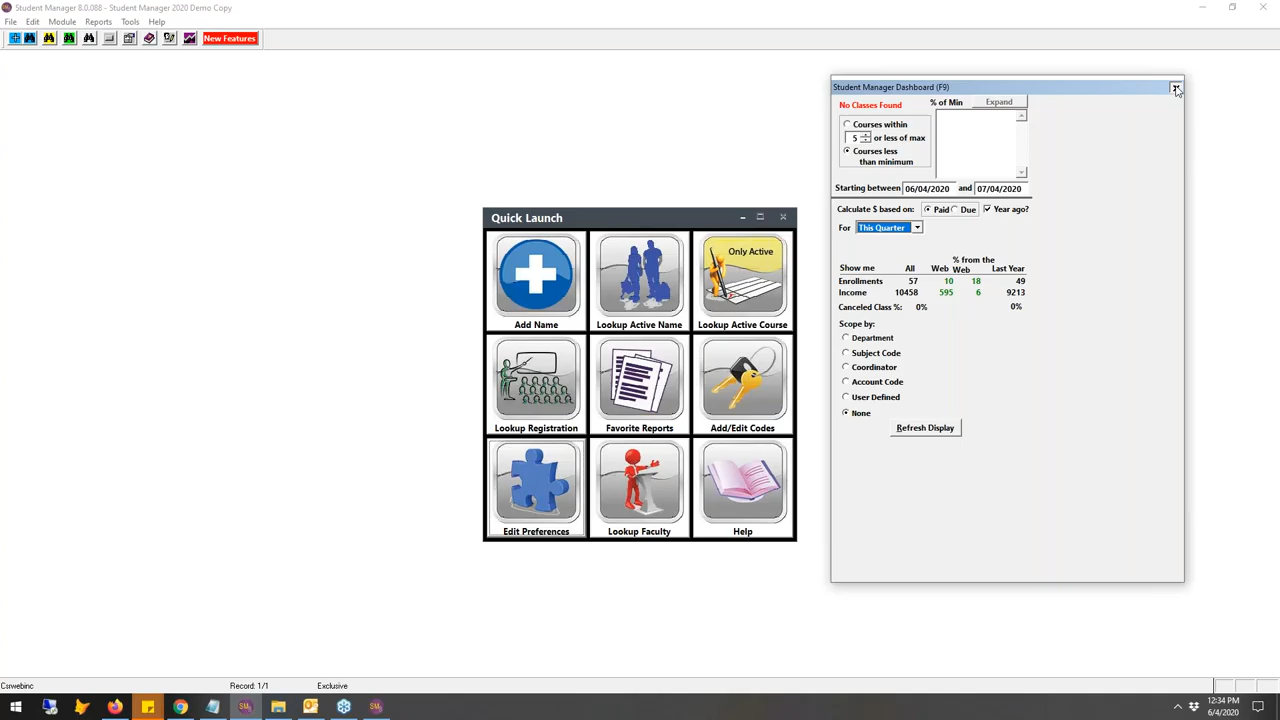 Student Manager 8.0.088 - Student Manager 2020 Demo Copy
File Edit Module Reports Tools Help
New Features
Student Manager Dashboard (F9)
No Classes Found % of Min Expand
Courses within
5 or less of max
Courses less
than minimum
Starting between 06/04/2020 and 07/04/2020
Calculate $ based on: Paid Due Year ago?
For This Quarter
Show me All Web % from the Web Last Year
Enrollments 57 10 18 49
Income 10458 595 6 9213
Canceled Class %: 0% 0%
Scope by:
Department
Subject Code
Coordinator
Account Code
User Defined
None
Refresh Display
Quick Launch
Only Active
Add Name Lookup Active Name Lookup Active Course
Lookup Registration Favorite Reports Add/Edit Codes
Edit Preferences Lookup Faculty Help
Record: 1/1 Exclusive
12:34 PM
6/4/2020